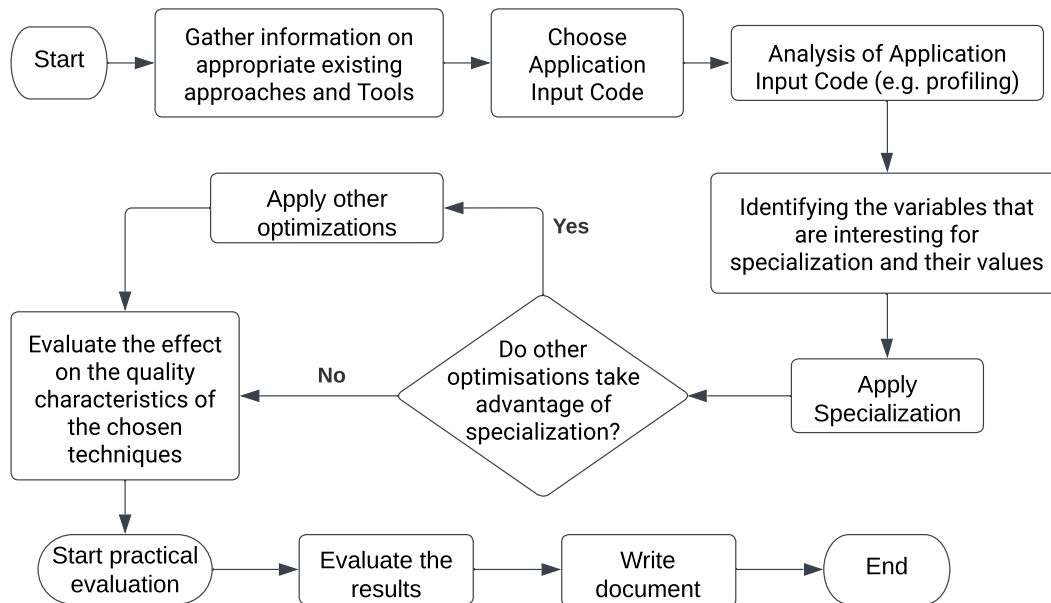 Start
Gather information on
appropriate existing
approaches and Tools
Choose
Application
Input Code
Analysis of Application
Input Code (e.g. profiling)
Identifying the variables that
are interesting for
specialization and their values
Apply
Specialization
Do other
optimisations take
advantage of
specialization?
Yes
Apply other
optimizations
No
Evaluate the effect
on the quality
characteristics of
the chosen
techniques
Start practical
evaluation
Evaluate the
results
Write
document
End